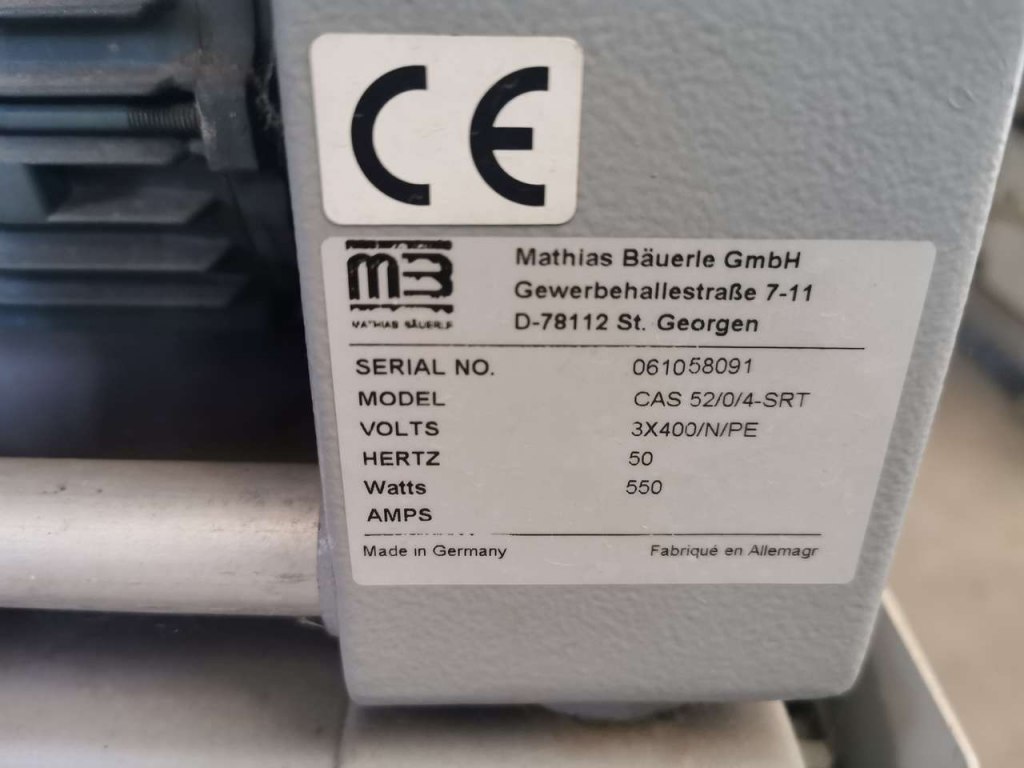 CE
MB
MATHIAS BÄUERLE
Mathias Bäuerle GmbH
Gewerbehallestraße 7-11
D-78112 St. Georgen
SERIAL NO. 061058091
MODEL CAS 52/0/4-SRT
VOLTS 3X400/N/PE
HERTZ 50
Watts 550
AMPS
Made in Germany Fabriqué en Allemagr